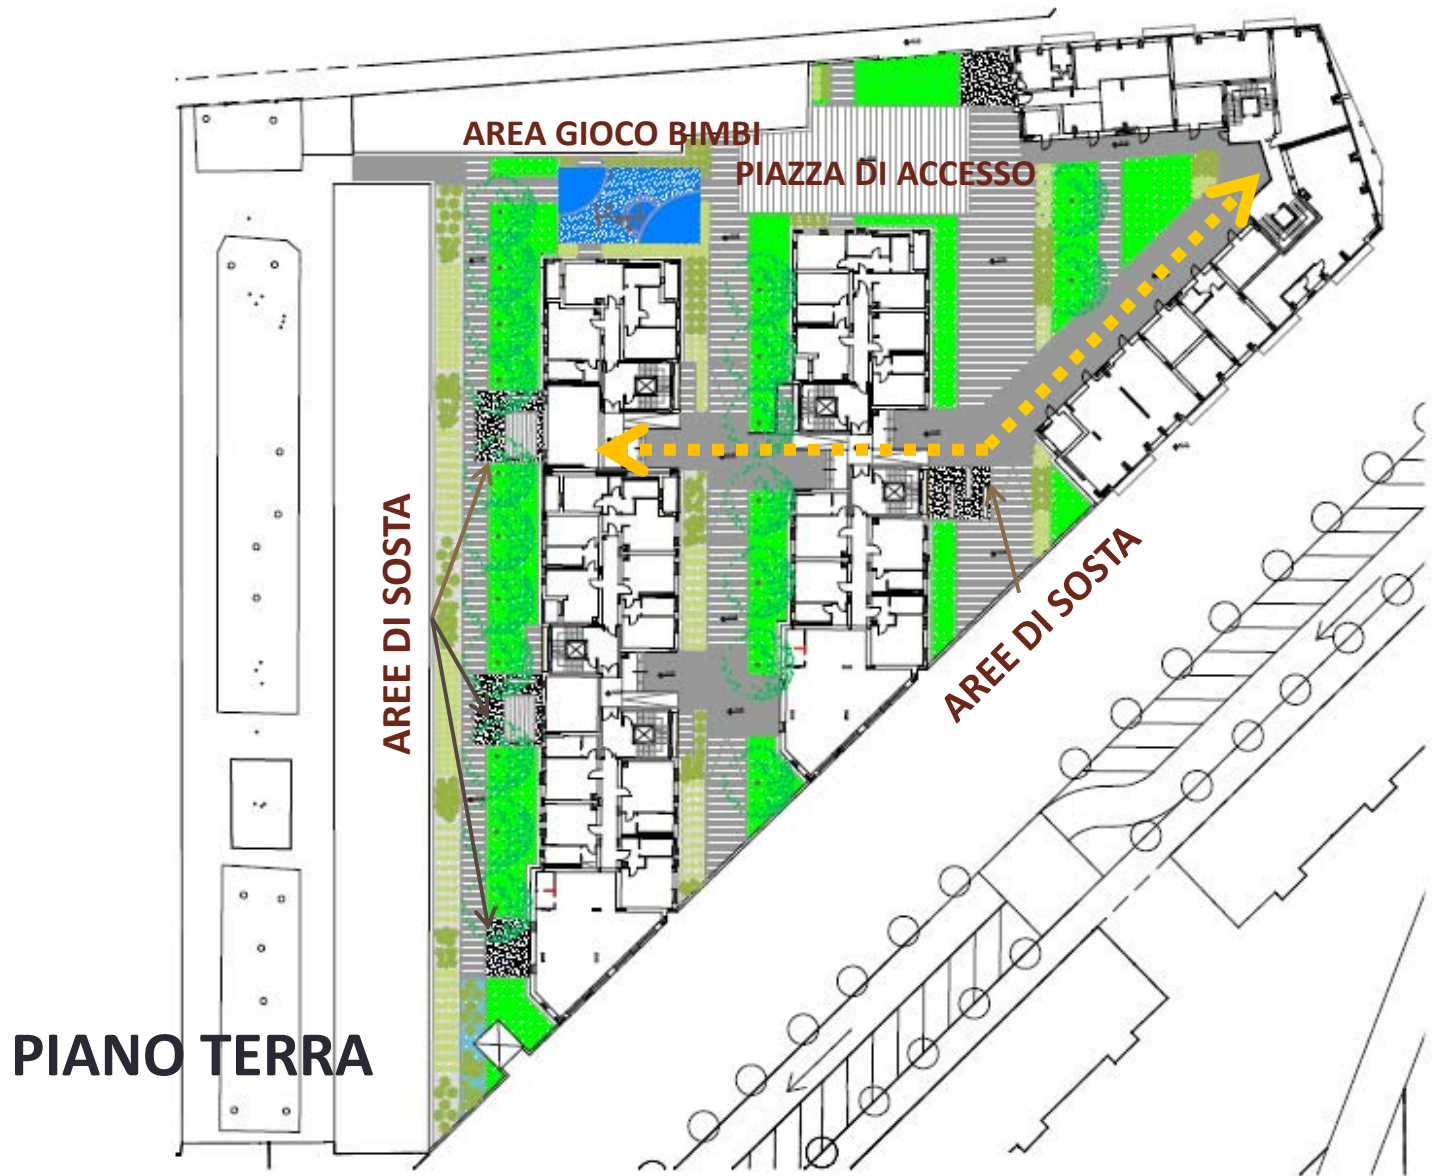 AREA GIOCO BIMBI
PIAZZA DI ACCESSO
AREE DI SOSTA
AREE DI SOSTA
PIANO TERRA